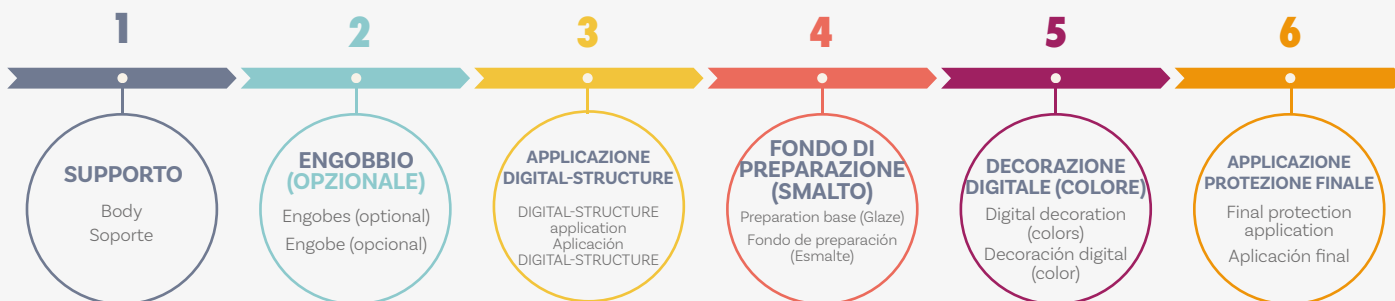 1
SUPPORTO
Body
Soporte
2
ENGOBBIO
(OPZIONALE)
Engobes (optional)
Engobe (opcional)
3
APPLICAZIONE
DIGITAL-STRUCTURE
DIGITAL-STRUCTURE
application
Aplicación
DIGITAL-STRUCTURE
4
FONDO DI
PREPARAZIONE
(SMALTO)
Preparation base (Glaze)
Fondo de preparación
(Esmalte)
5
DECORAZIONE
DIGITALE (COLORE)
Digital decoration
(colors)
Decoración digital
(color)
6
APPLICAZIONE
PROTEZIONE FINALE
Final protection
application
Aplicación final